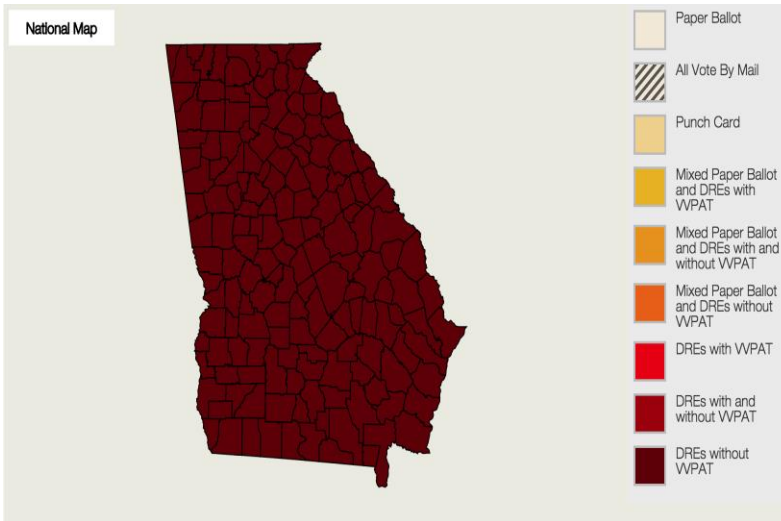 National Map
Paper Ballot
All Vote By Mail
Punch Card
Mixed Paper Ballot
and DREs with
VVPAT
Mixed Paper Ballot
and DREs with and
without VVPAT
Mixed Paper Ballot
and DREs without
VVPAT
DREs with VVPAT
DREs with and
without VVPAT
DREs without
VVPAT